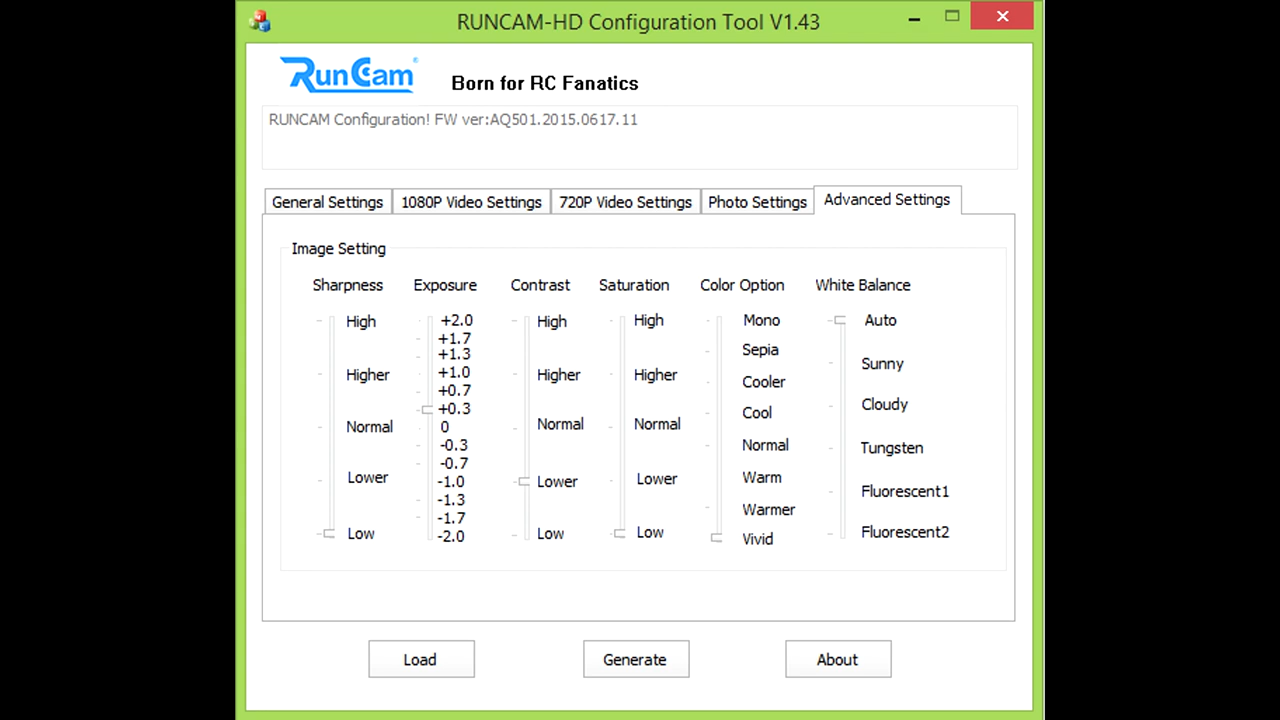 RUNCAM-HD Configuration Tool V1.43
RunCam®
Born for RC Fanatics
RUNCAM Configuration! FW ver:AQ501.2015.0617.11
General Settings
1080P Video Settings
720P Video Settings
Photo Settings
Advanced Settings
Image Setting
Sharpness
High
Higher
Normal
Lower
Low
Exposure
+2.0
+1.7
+1.3
+1.0
+0.7
+0.3
0
-0.3
-0.7
-1.0
-1.3
-1.7
-2.0
Contrast
High
Higher
Normal
Lower
Low
Saturation
High
Higher
Normal
Lower
Low
Color Option
Mono
Sepia
Cooler
Cool
Normal
Warm
Warmer
Vivid
White Balance
Auto
Sunny
Cloudy
Tungsten
Fluorescent1
Fluorescent2
Load
Generate
About